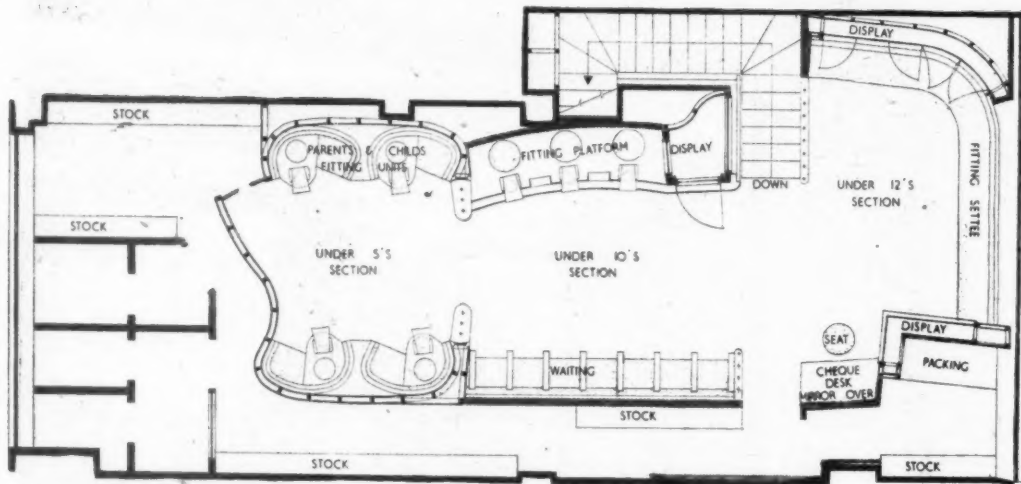 DISPLAY
STOCK
PARENTS & CHILDS
FITTING UNITS
FITTING PLATFORM
DISPLAY
DOWN
UNDER 12'S
SECTION
FITTING SETTEE
STOCK
UNDER 5'S
SECTION
UNDER 10'S
SECTION
DISPLAY
SEAT
PACKING
WAITING
CHEQUE
DESK
MIRROR OVER
STOCK
STOCK
STOCK